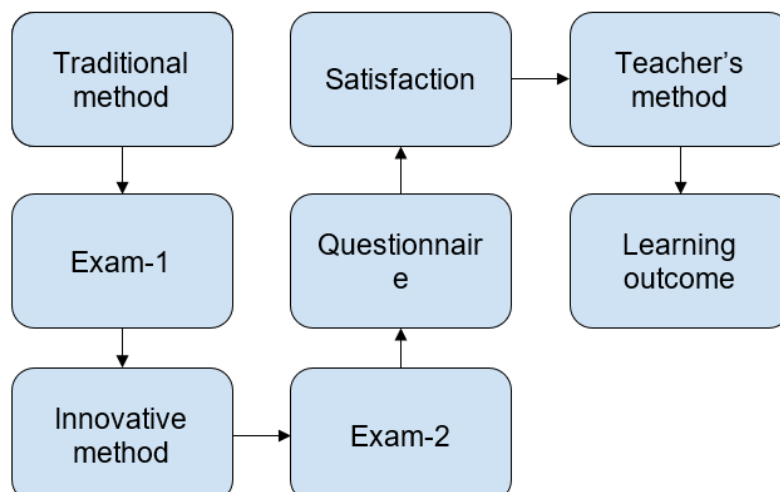 Traditional
method
Exam-1
Innovative
method
Exam-2
Questionnair
e
Satisfaction
Teacher’s
method
Learning
outcome